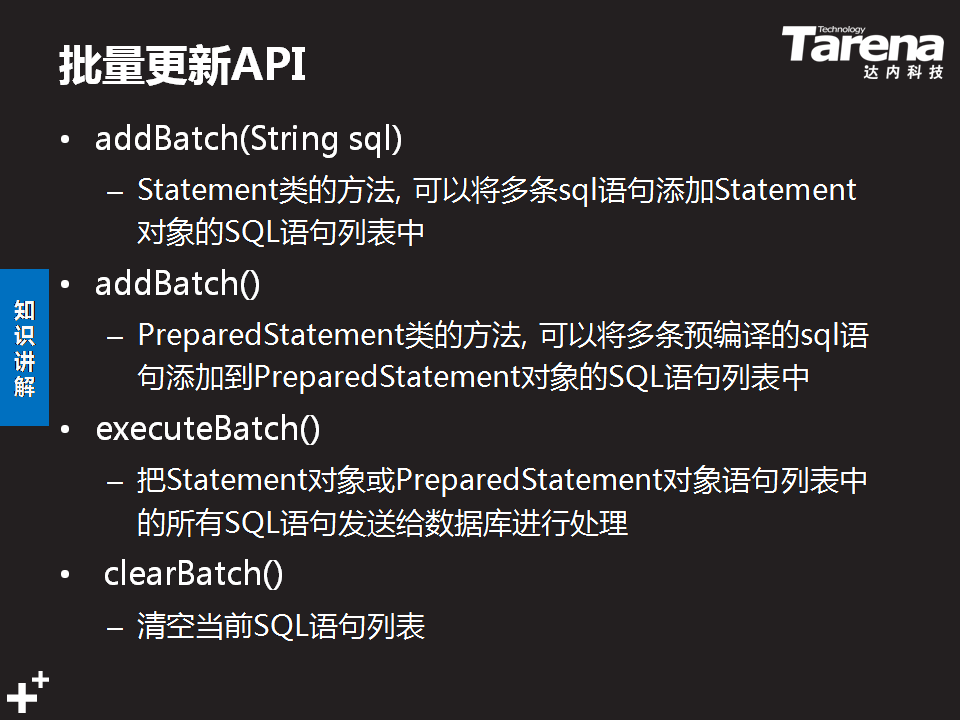 批量更新API
Technology
Tarena
达内科技
• addBatch(String sql)
– Statement类的方法, 可以将多条sql语句添加Statement
对象的SQL语句列表中
• addBatch()
– PreparedStatement类的方法, 可以将多条预编译的sql语
句添加到PreparedStatement对象的SQL语句列表中
• executeBatch()
– 把Statement对象或PreparedStatement对象语句列表中
的所有SQL语句发送给数据库进行处理
• clearBatch()
– 清空当前SQL语句列表
知识讲解